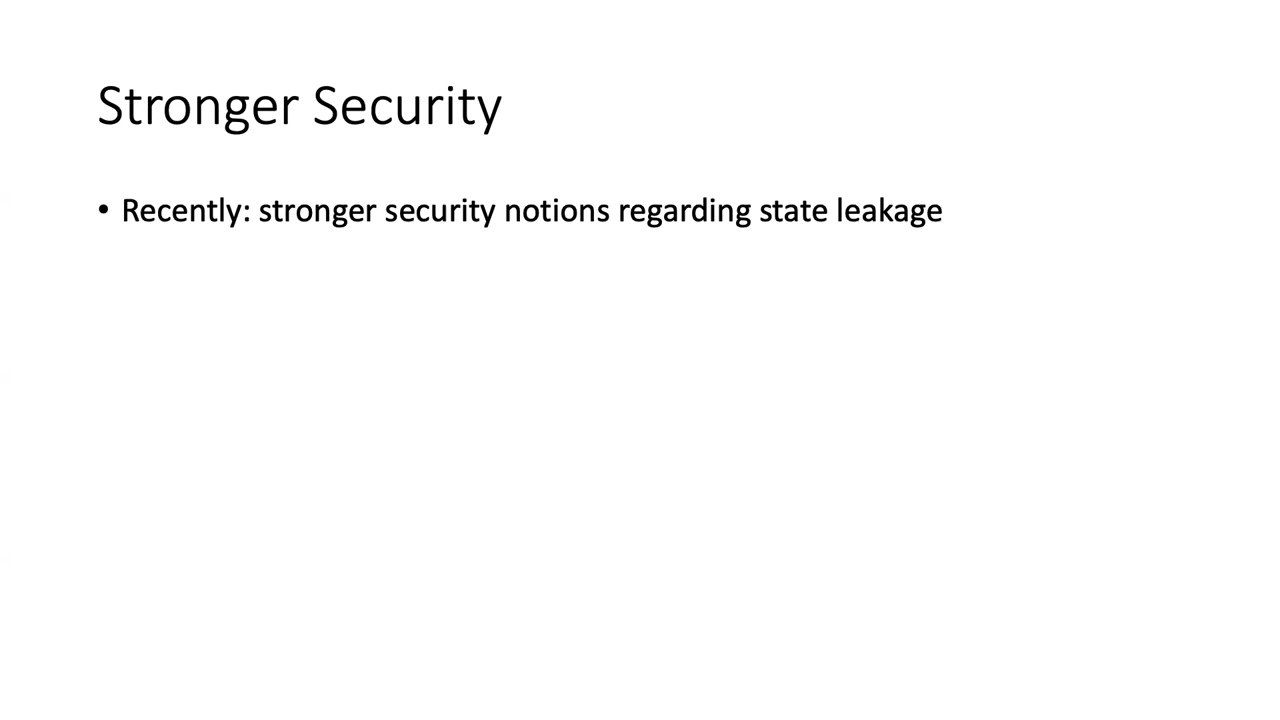 Stronger Security
• Recently: stronger security notions regarding state leakage